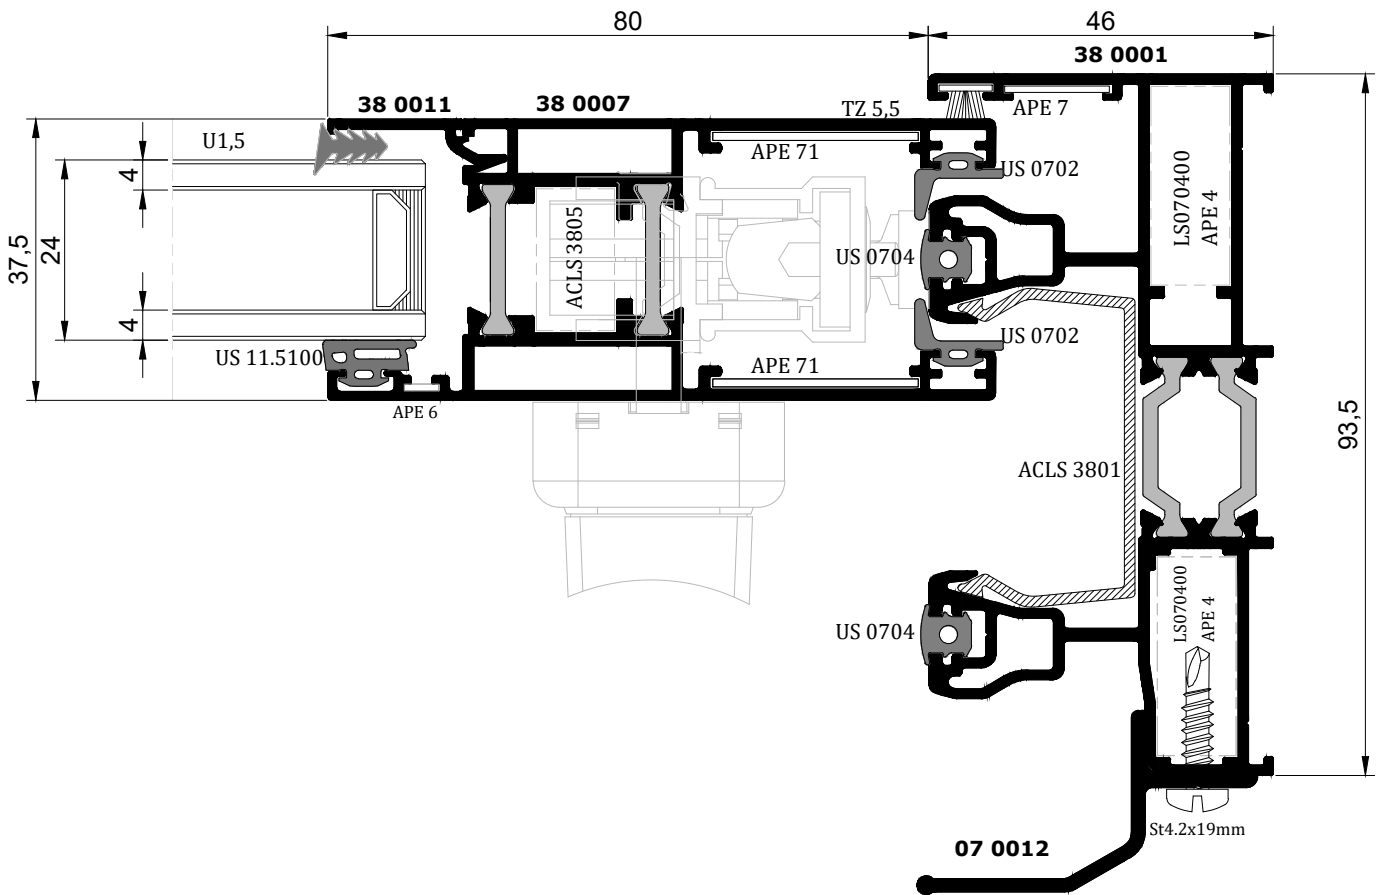 80
46
38 0001
38 0011
38 0007
TZ 5,5
APE 7
U1,5
APE 71
US 0702
4
24
37,5
4
ACLS 3805
LS070400
APE 4
US 0704
US 0702
US 11.5100
APE 71
APE 6
93,5
ACLS 3801
US 0704
LS070400
APE 4
St4.2x19mm
07 0012